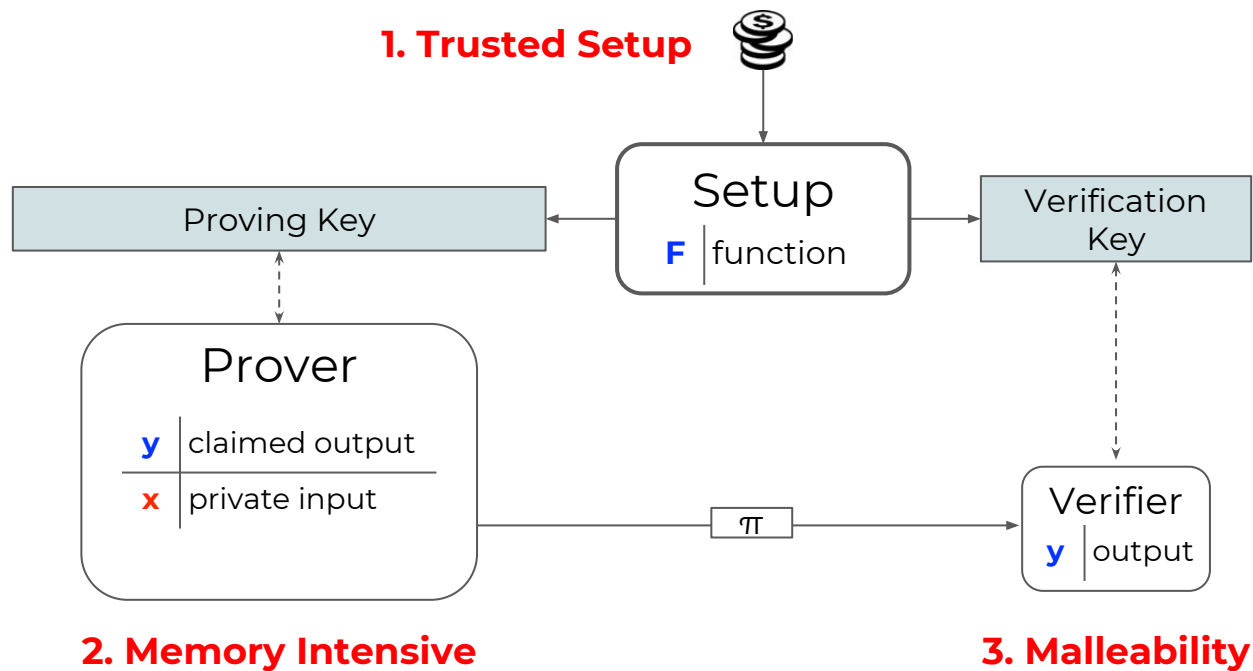 1. Trusted Setup
$
Setup
F function
Proving Key
Verification
Key
Prover
y claimed output
x private input
π
Verifier
y output
2. Memory Intensive
3. Malleability